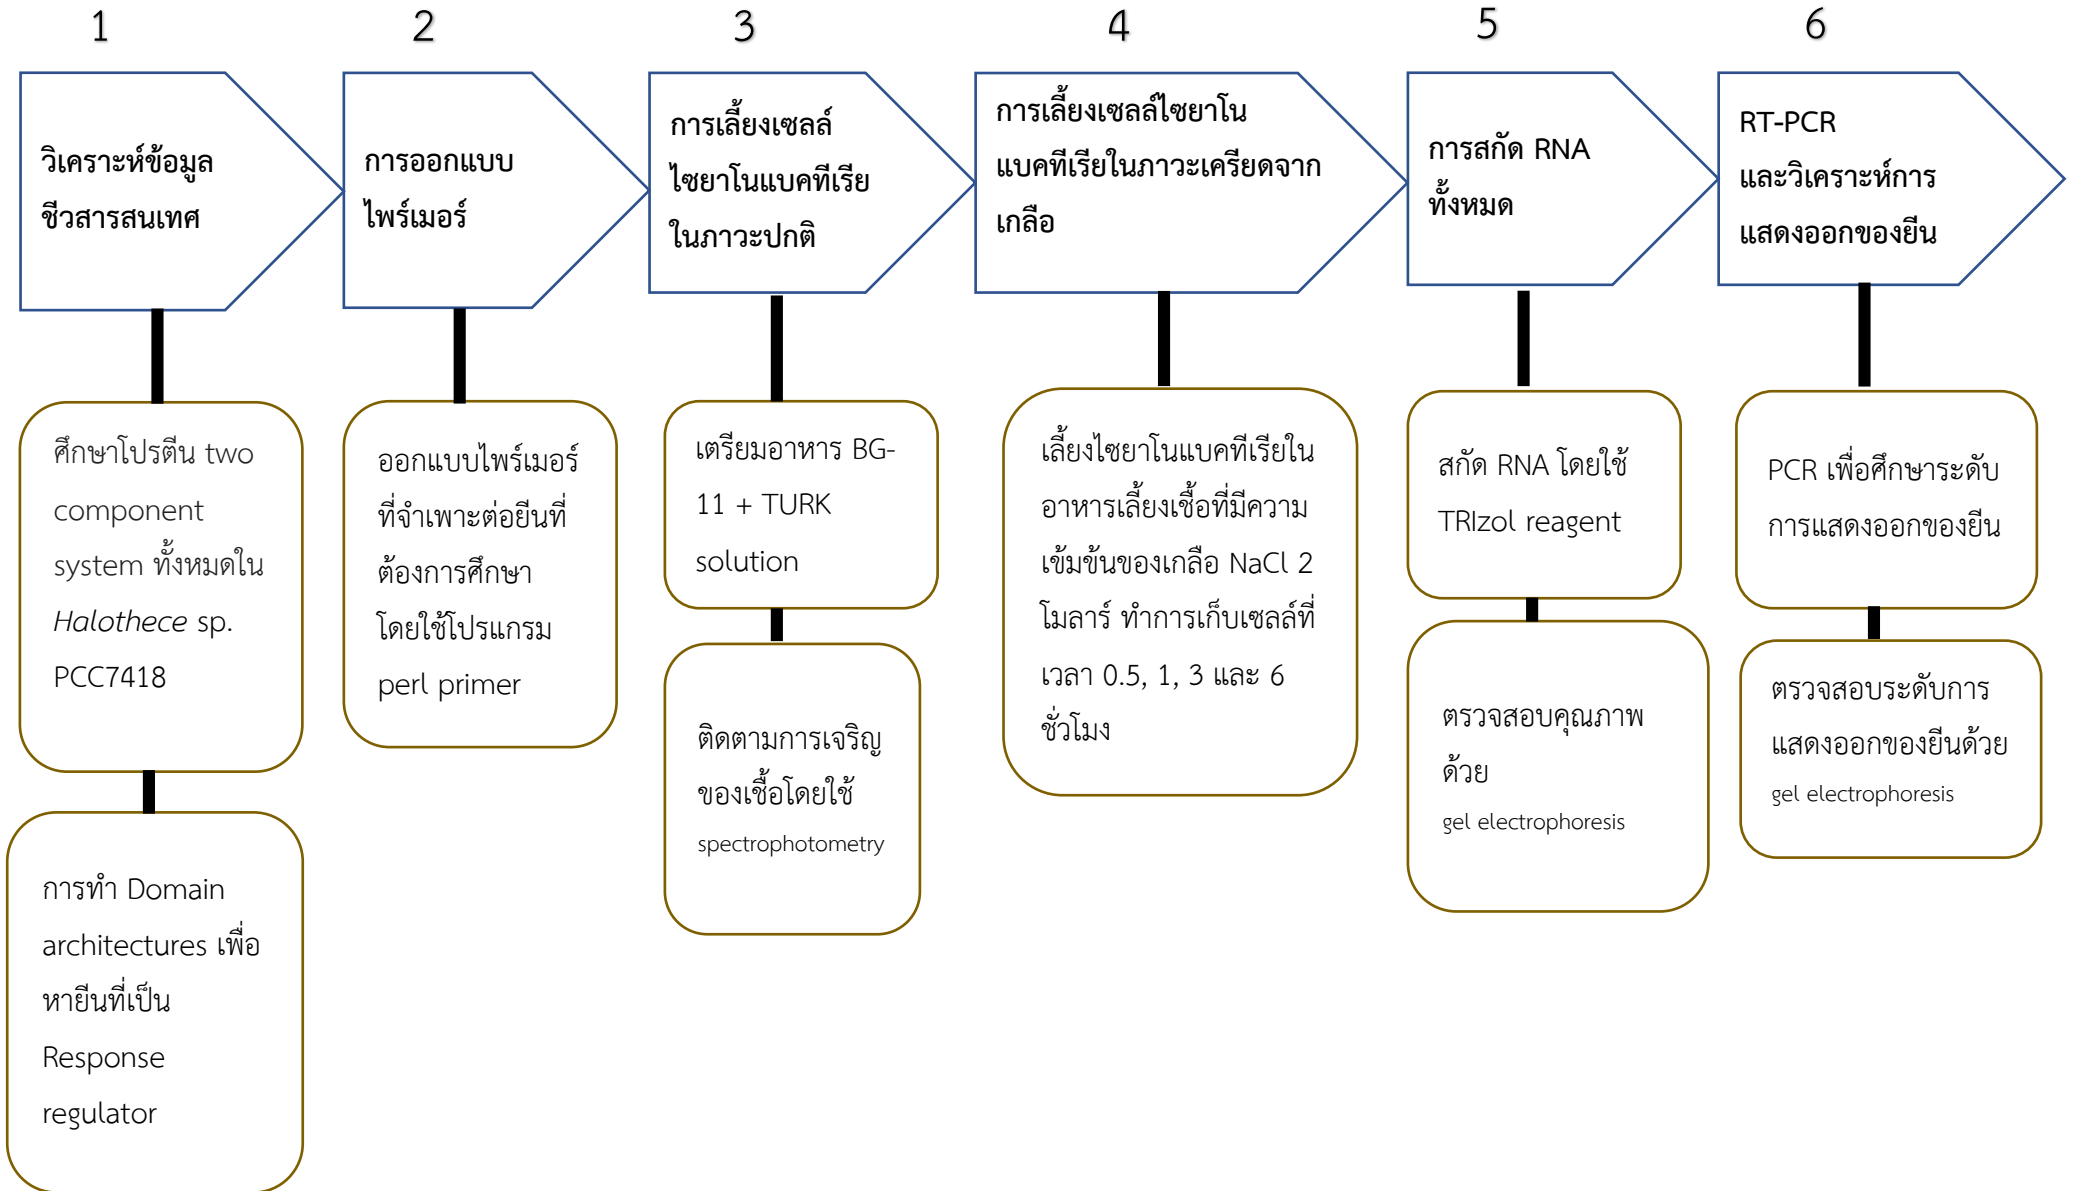 1
2
3
4
5
6
วิเคราะห์ข้อมูล
ชีวสารสนเทศ
การออกแบบ
ไพร์เมอร์
การเลี้ยงเซลล์
ไซยาโนแบคทีเรีย
ในภาวะปกติ
การเลี้ยงเซลล์ไซยาโน
แบคทีเรียในภาวะเครียดจาก
เกลือ
การสกัด RNA
ทั้งหมด
RT-PCR
และวิเคราะห์การ
แสดงออกของยีน
ศึกษาโปรตีน two
component
system ทั้งหมดใน
Halothece sp.
PCC7418
การทำ Domain
architectures เพื่อ
หายีนที่เป็น
Response
regulator
ออกแบบไพร์เมอร์
ที่จำเพาะต่อยีนที่
ต้องการศึกษา
โดยใช้โปรแกรม
perl primer
เตรียมอาหาร BG-
11 + TURK
solution
ติดตามการเจริญ
ของเชื้อโดยใช้
spectrophotometry
เลี้ยงไซยาโนแบคทีเรียใน
อาหารเลี้ยงเชื้อที่มีความ
เข้มข้นของเกลือ NaCl 2
โมลาร์ ทำการเก็บเซลล์ที่
เวลา 0.5, 1, 3 และ 6
ชั่วโมง
สกัด RNA โดยใช้
TRIzol reagent
ตรวจสอบคุณภาพ
ด้วย
gel electrophoresis
PCR เพื่อศึกษาระดับ
การแสดงออกของยีน
ตรวจสอบระดับการ
แสดงออกของยีนด้วย
gel electrophoresis